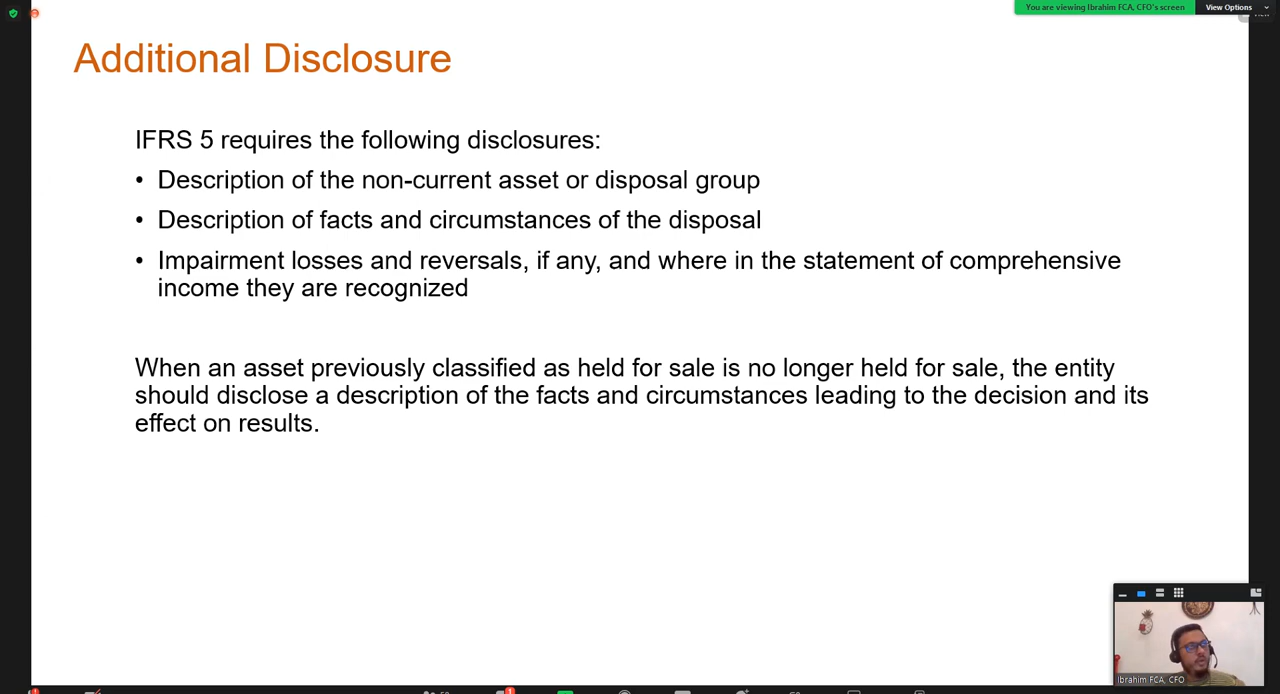 You are viewing Ibrahim FCA, CFO's screen
View Options
Additional Disclosure
IFRS 5 requires the following disclosures:
• Description of the non-current asset or disposal group
• Description of facts and circumstances of the disposal
• Impairment losses and reversals, if any, and where in the statement of comprehensive
income they are recognized
When an asset previously classified as held for sale is no longer held for sale, the entity
should disclose a description of the facts and circumstances leading to the decision and its
effect on results.
Ibrahim FCA, CFO
1